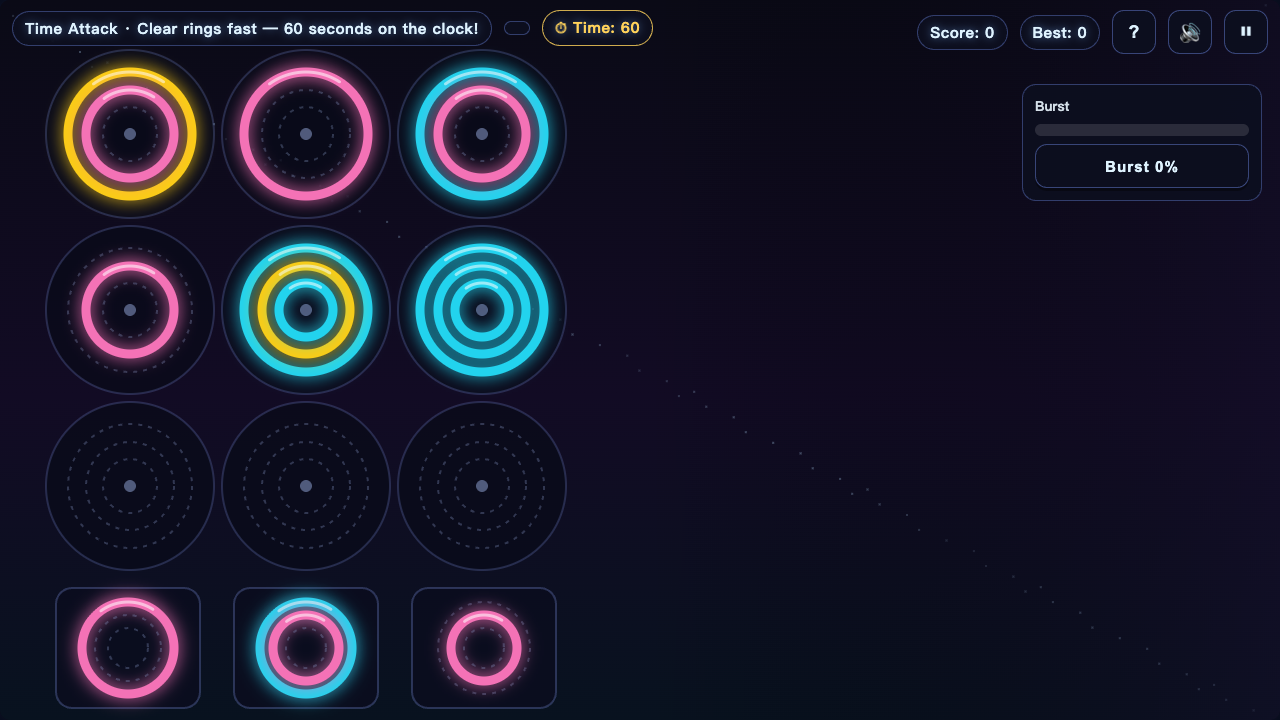 Time Attack · Clear rings fast — 60 seconds on the clock!
⏱ Time: 60
Score: 0
Best: 0
?
Burst
Burst 0%